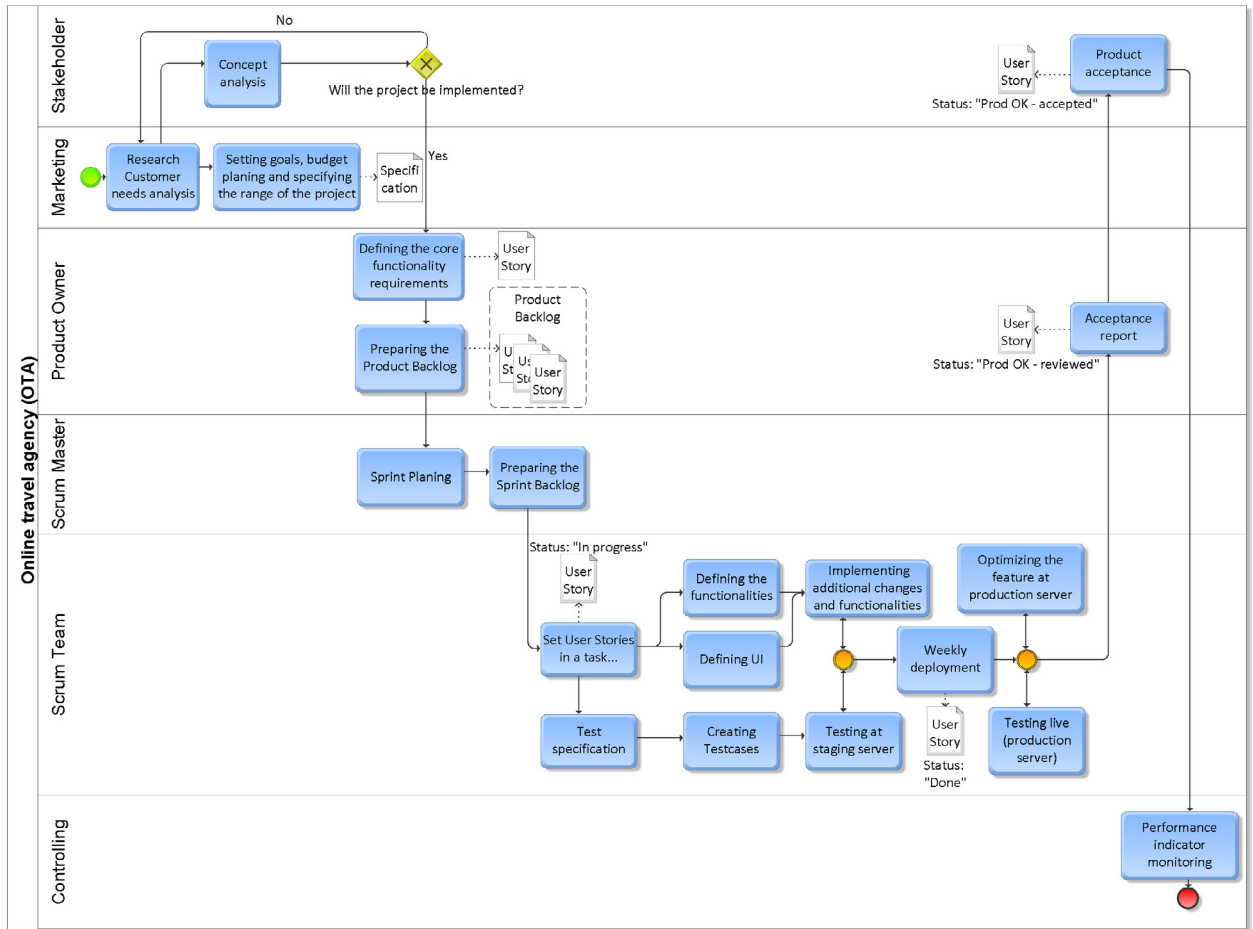 Online travel agency (OTA)
Stakeholder
No
Concept
analysis
Will the project be implemented?
User
Story
Status: "Prod OK - accepted"
Product
acceptance
Marketing
Research
Customer
needs analysis
Setting goals, budget
planing and specifying
the range of the project
Specifi
cation
Yes
Product Owner
Defining the core
functionality
requirements
User
Story
Preparing the
Product Backlog
Product
Backlog
U
St
Sto
User
Story
User
Story
Status: "Prod OK - reviewed"
Acceptance
report
Scrum Master
Sprint Planing
Preparing the
Sprint Backlog
Scrum Team
Status: "In progress"
User
Story
Set User Stories
in a task...
Defining the
functionalities
Defining UI
Implementing
additional changes
and functionalities
Test
specification
Creating
Testcases
Testing at
staging server
Weekly
deployment
User
Story
Status:
"Done"
Optimizing the
feature at
production server
Testing live
(production
server)
Controlling
Performance
indicator
monitoring